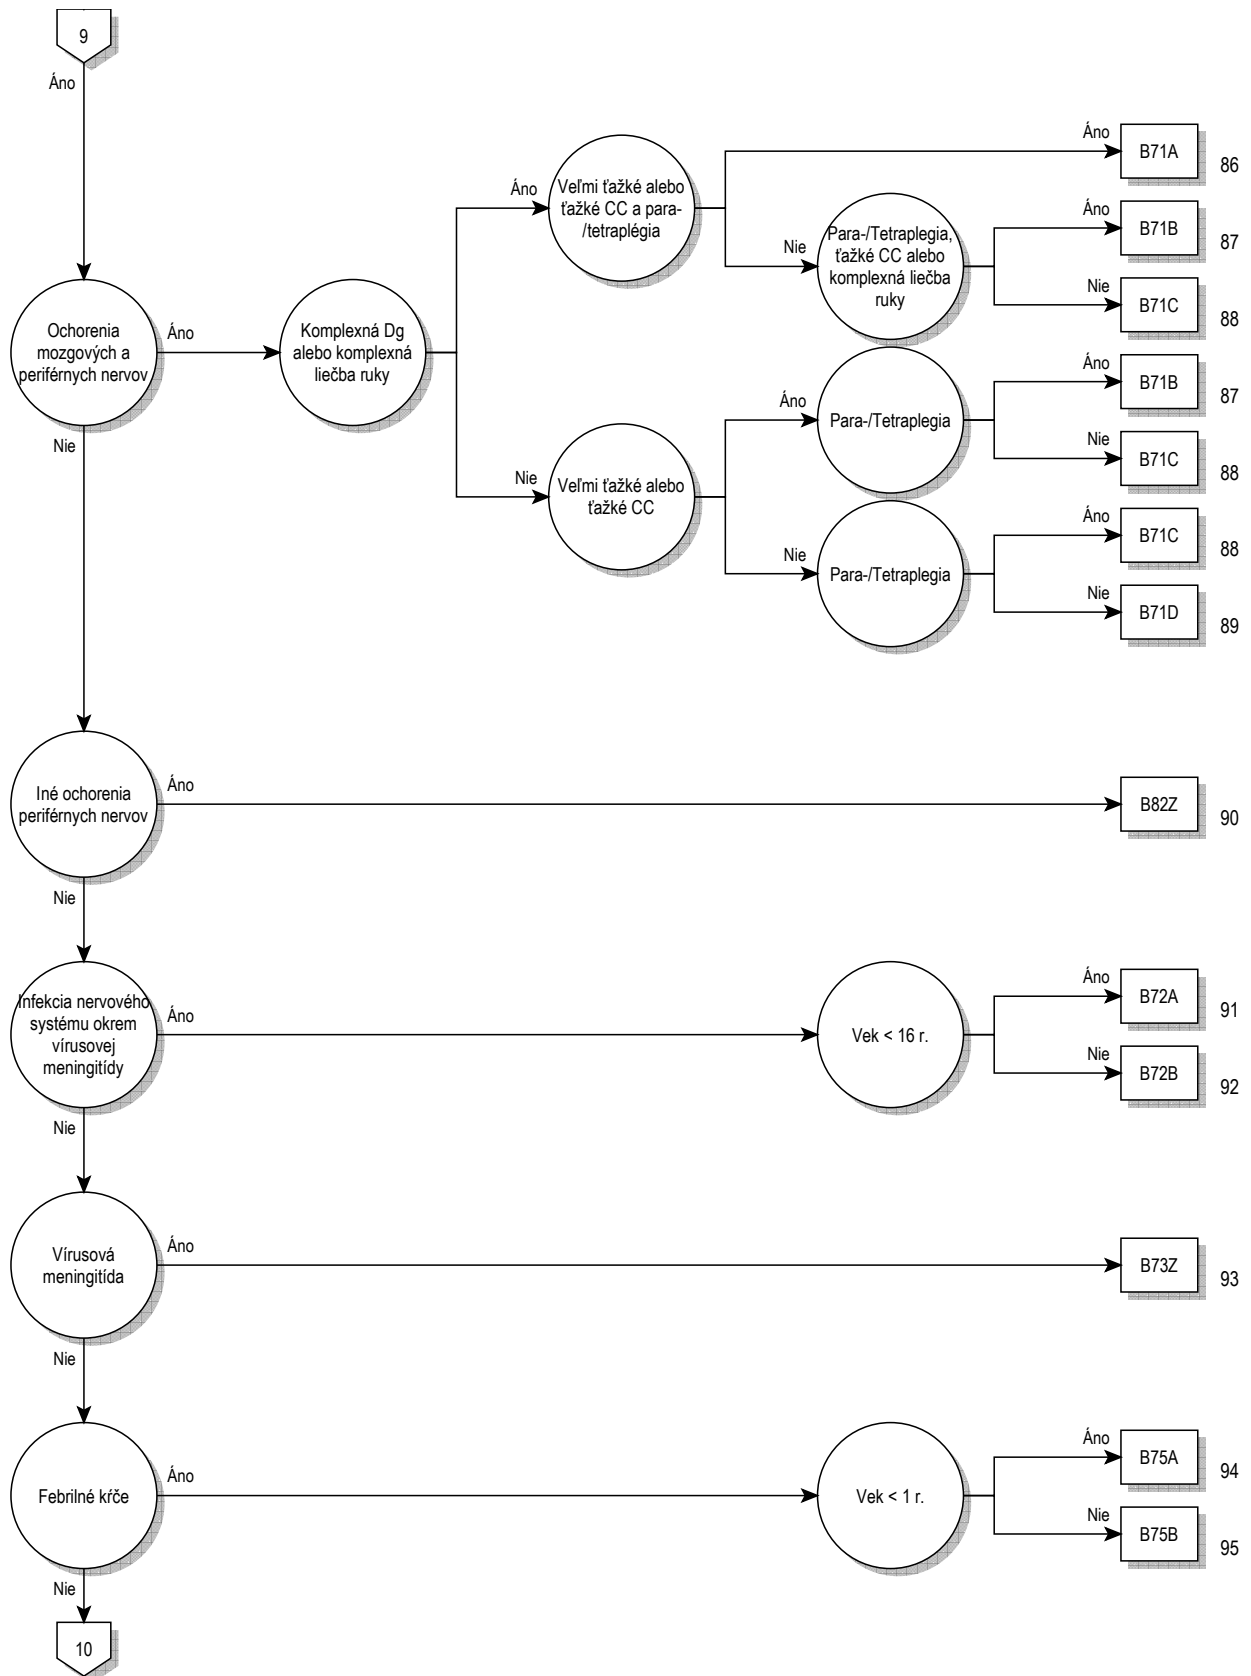 9
Áno
Ochorenia
mozgových a
periférnych nervov
Áno
Nie
Komplexná Dg
alebo komplexná
liečba ruky
Áno
Veľmi ťažké alebo
ťažké CC a para-
/tetraplégia
Áno
B71A
86
Nie
Para-/Tetraplegia,
ťažké CC alebo
komplexná liečba
ruky
Áno
B71B
87
Nie
B71C
88
Nie
Veľmi ťažké alebo
ťažké CC
Áno
Para-/Tetraplegia
Áno
B71B
87
Nie
B71C
88
Nie
Para-/Tetraplegia
Áno
B71C
88
Nie
B71D
89
Iné ochorenia
periférnych nervov
Áno
B82Z
90
Nie
Infekcia nervového
systému okrem
vírusovej
meningitídy
Áno
Vek < 16 r.
Áno
B72A
91
Nie
B72B
92
Nie
Vírusová
meningitída
Áno
B73Z
93
Nie
Febrilné kŕče
Áno
Vek < 1 r.
Áno
B75A
94
Nie
B75B
95
Nie
10